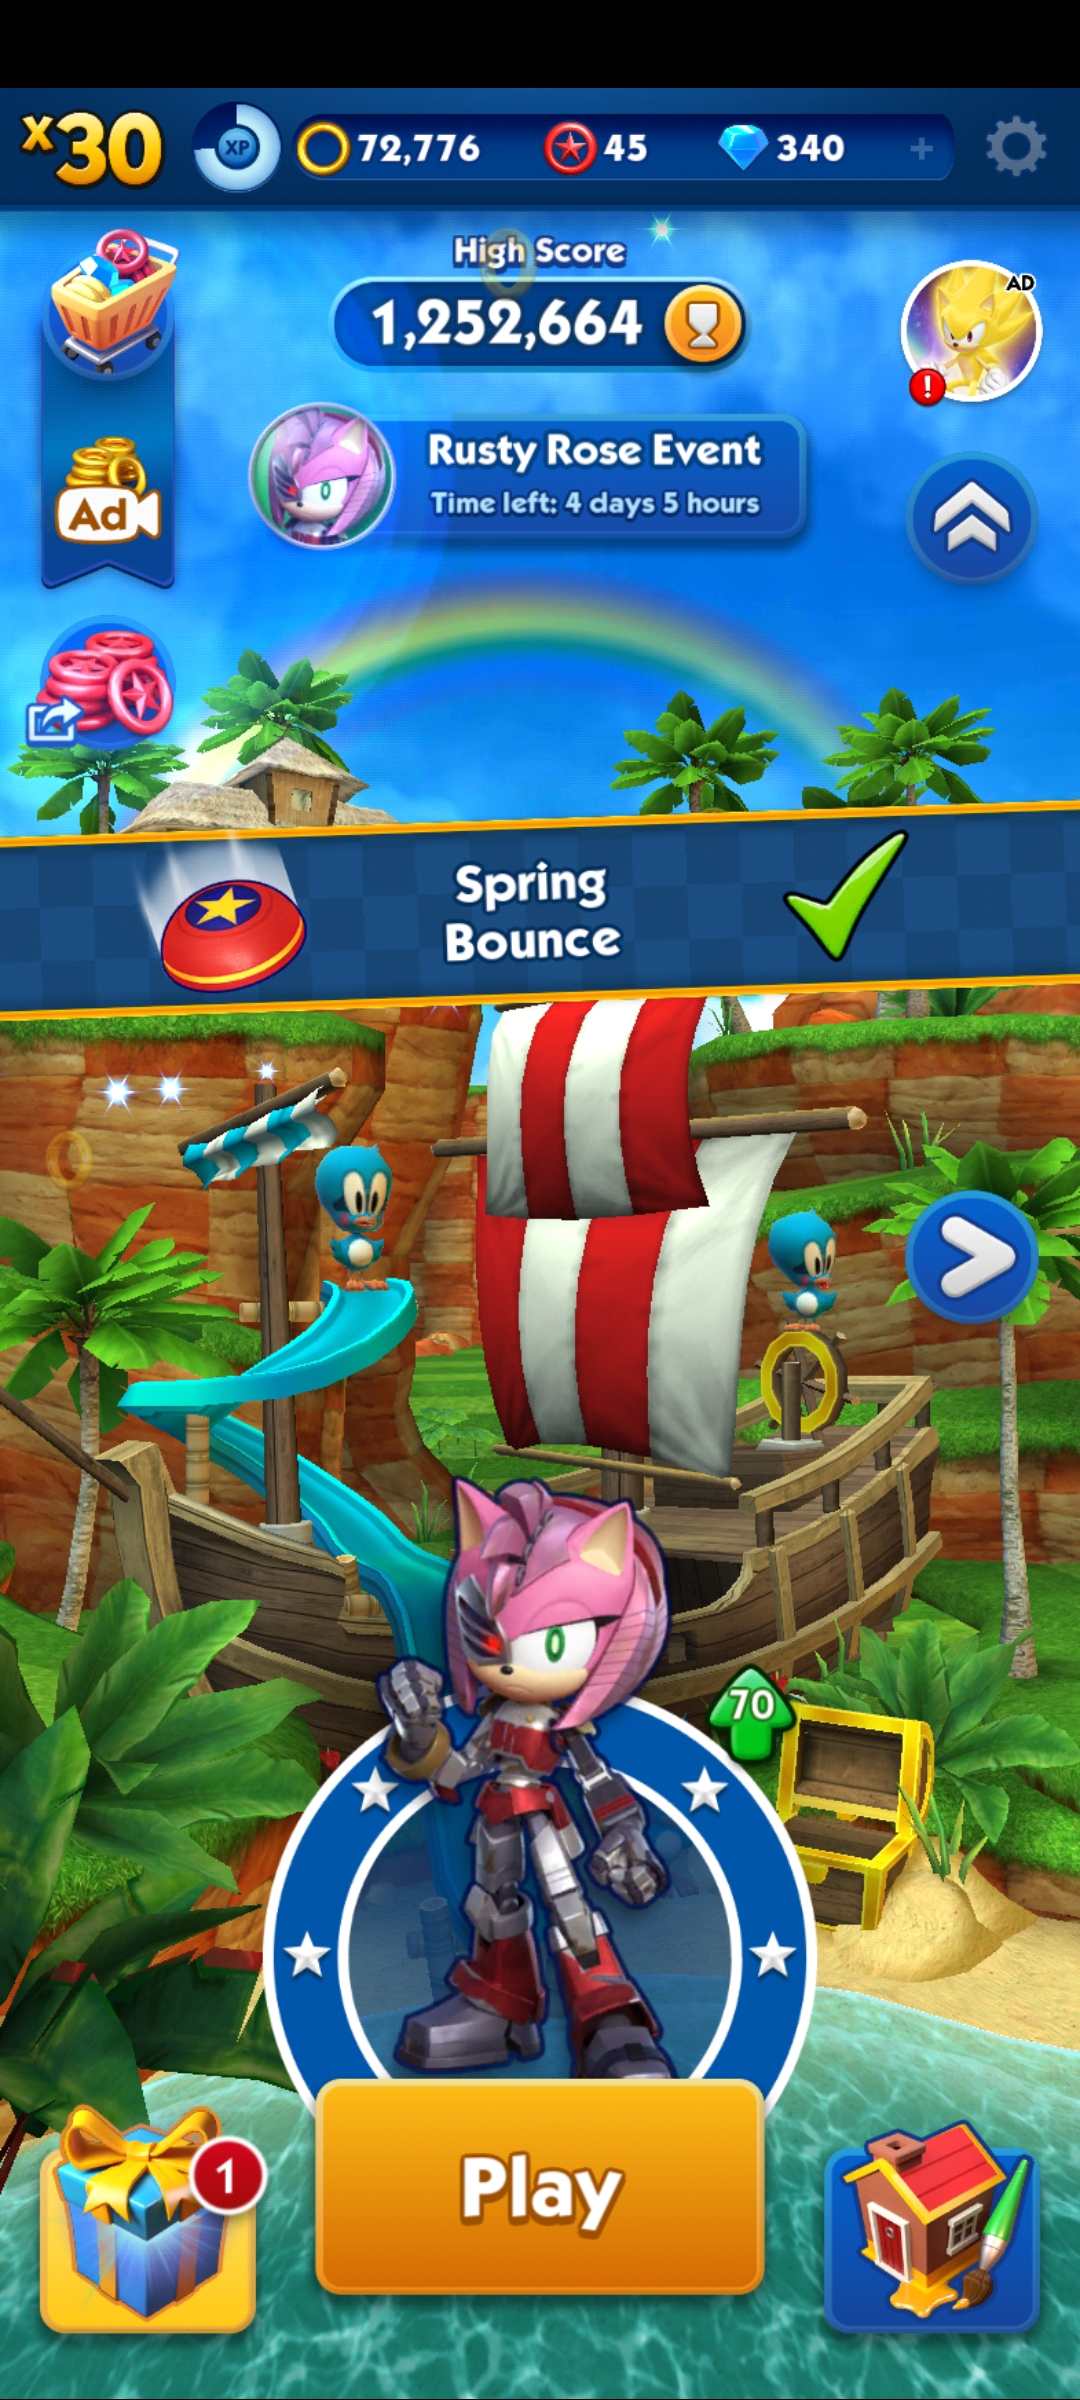 x30
XP
72,776
45
340
+
High Score
1,252,664
AD
!
Rusty Rose Event
Time left: 4 days 5 hours
Ad
Spring
Bounce
70
Play
1